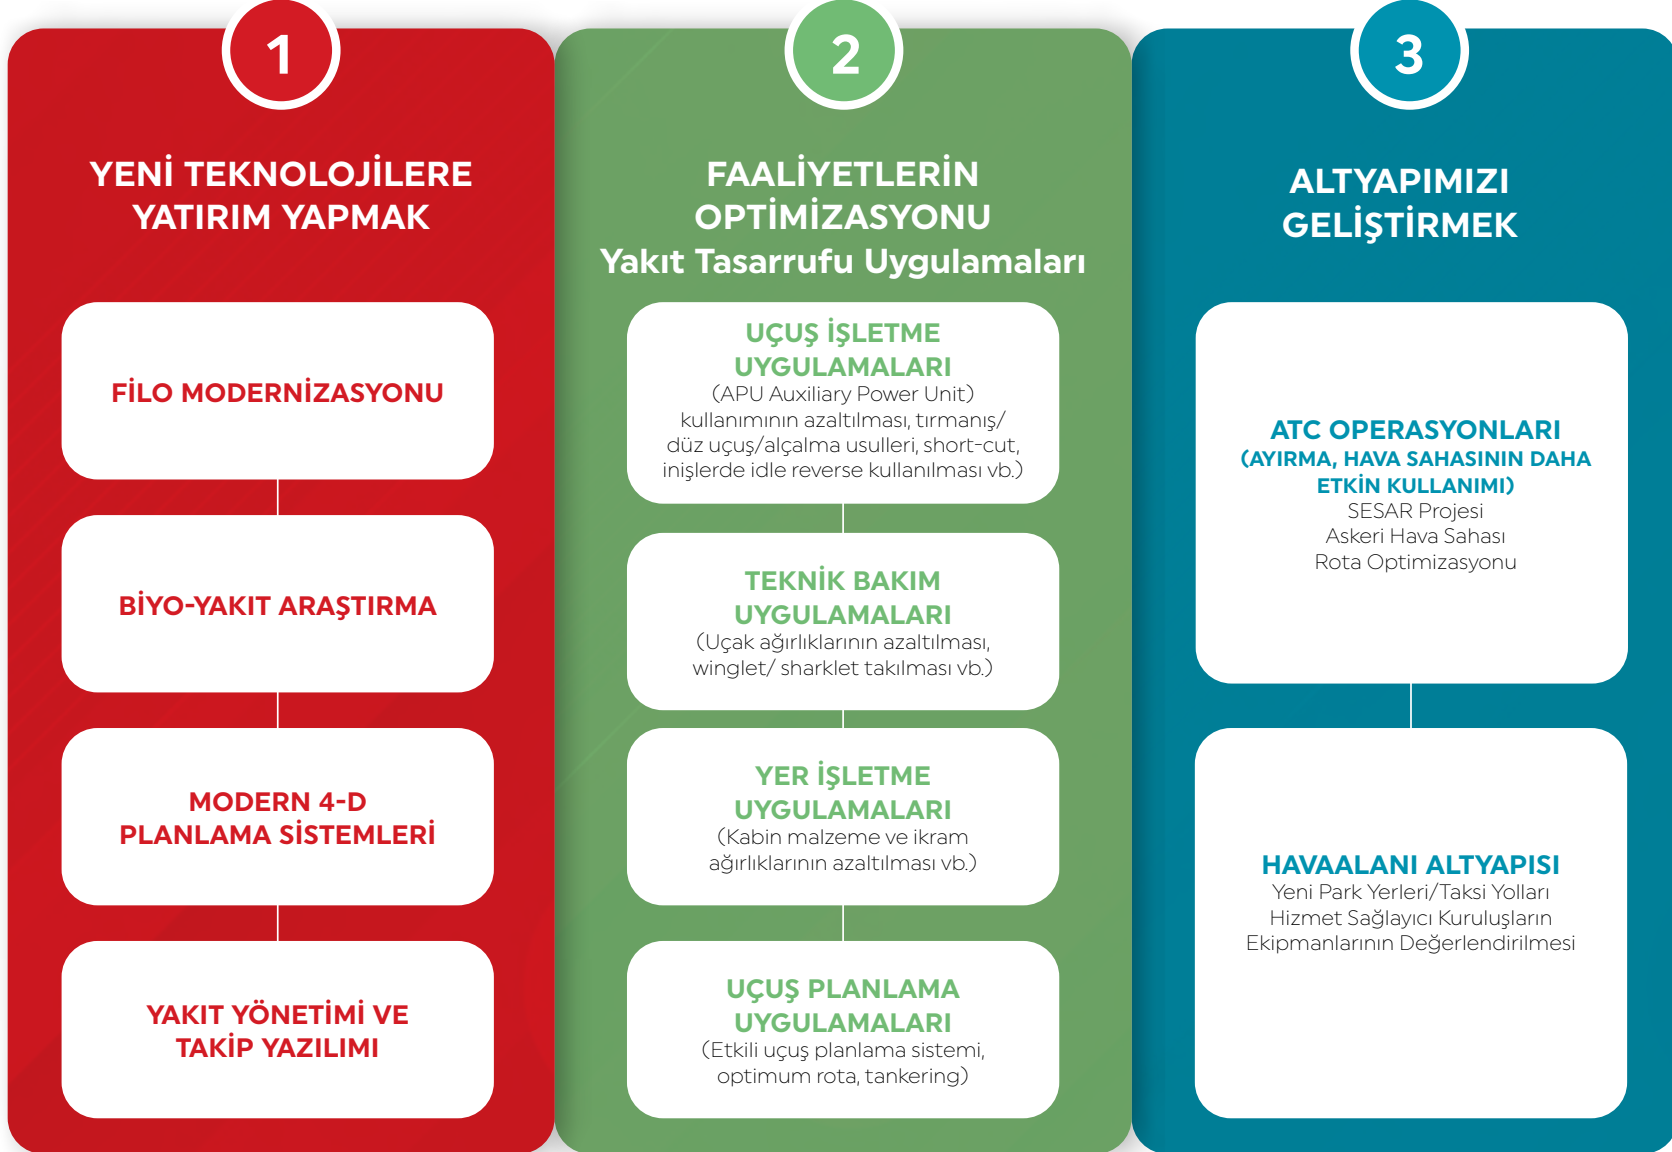 1
YENİ TEKNOLOJİLERE
YATIRIM YAPMAK
FİLO MODERNİZASYONU
BİYO-YAKIT ARAŞTIRMA
MODERN 4-D
PLANLAMA SİSTEMLERİ
YAKIT YÖNETİMİ VE
TAKİP YAZILIMI
2
FAALİYETLERİN
OPTİMİZASYONU
Yakıt Tasarrufu Uygulamaları
UÇUŞ İŞLETME
UYGULAMALARI
(APU Auxiliary Power Unit)
kullanımının azaltılması, tırmanış/
düz uçuş/alçalma usulleri, short-cut,
inişlerde idle reverse kullanılması vb.)
TEKNİK BAKIM
UYGULAMALARI
(Uçak ağırlıklarının azaltılması,
winglet/ sharklet takılması vb.)
YER İŞLETME
UYGULAMALARI
(Kabin malzeme ve ikram
ağırlıklarının azaltılması vb.)
UÇUŞ PLANLAMA
UYGULAMALARI
(Etkili uçuş planlama sistemi,
optimum rota, tankering)
3
ALTYAPIMIZI
GELİŞTİRMEK
ATC OPERASYONLARI
(AYIRMA, HAVA SAHASININ DAHA
ETKİN KULLANIMI)
SESAR Projesi
Askeri Hava Sahası
Rota Optimizasyonu
HAVAALANI ALTYAPISI
Yeni Park Yerleri/Taksi Yolları
Hizmet Sağlayıcı Kuruluşların
Ekipmanlarının Değerlendirilmesi